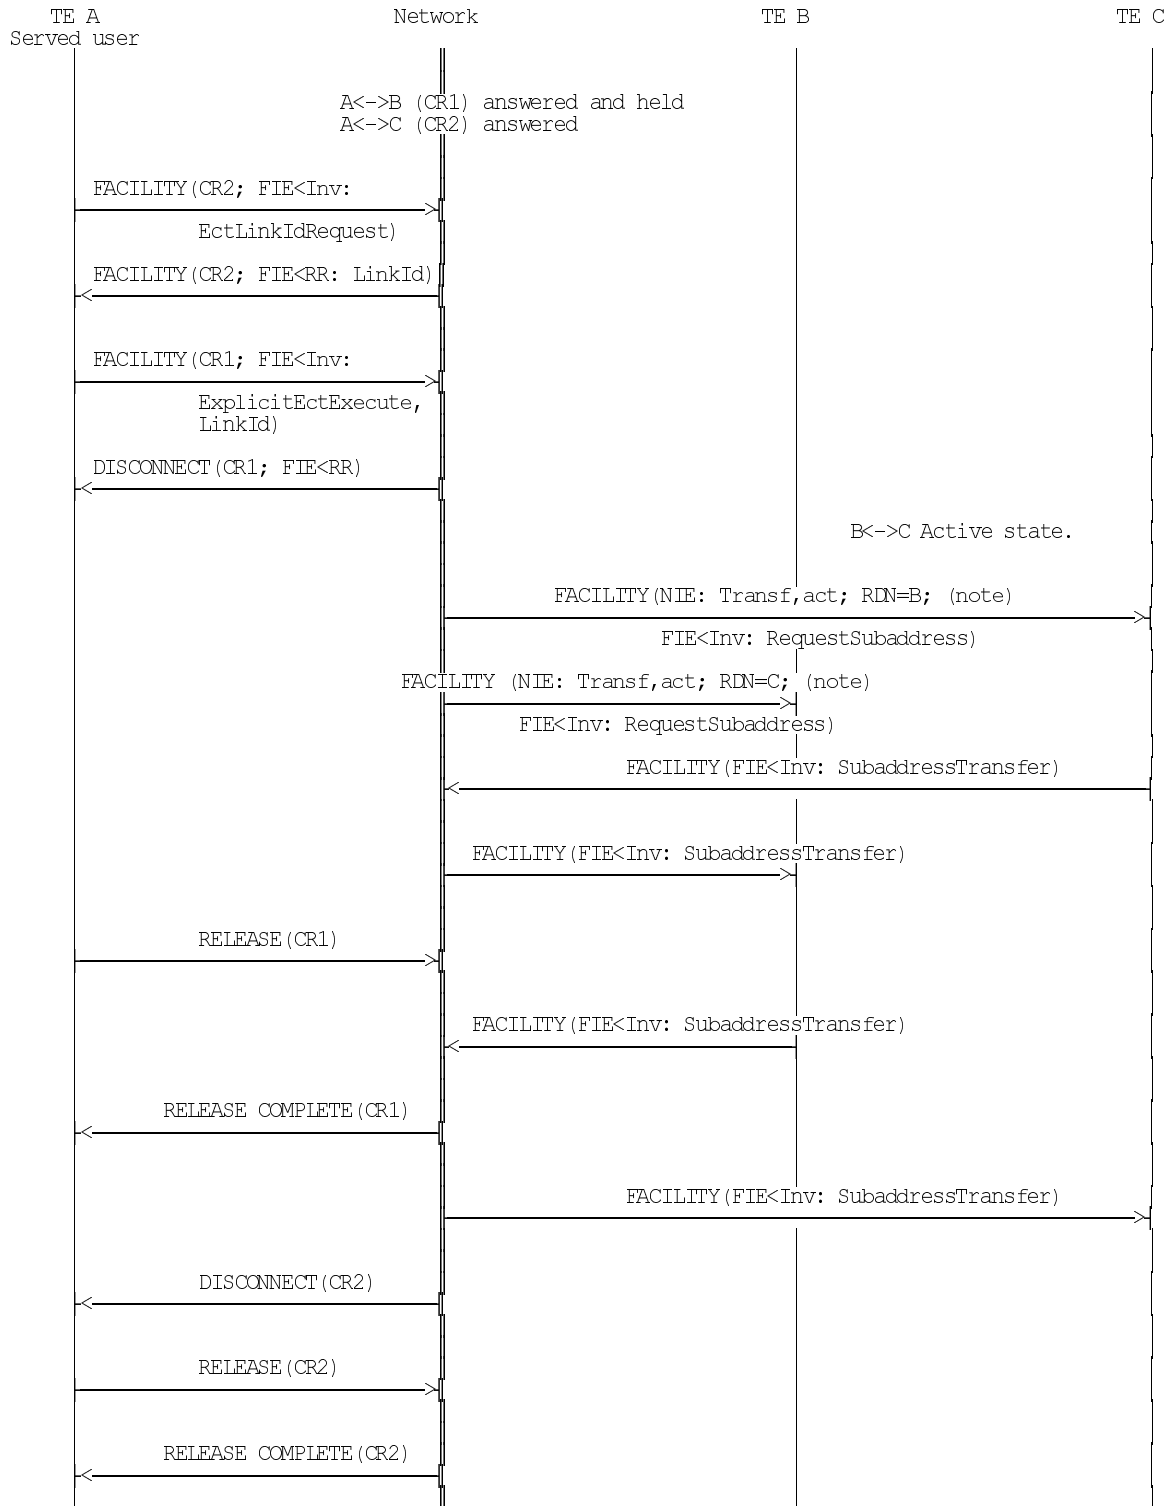 TE A Network TE B TE C
Served user
A<->B (CR1) answered and held
A<->C (CR2) answered
FACILITY(CR2; FIE<Inv:
EctLinkIdRequest)
FACILITY(CR2; FIE<RR: LinkId)
FACILITY(CR1; FIE<Inv:
ExplicitEctExecute,
LinkId)
DISCONNECT(CR1; FIE<RR)
B<->C Active state.
FACILITY(NIE: Transf,act; RDN=B; (note)
FIE<Inv: RequestSubaddress)
FACILITY (NIE: Transf,act; RDN=C; (note)
FIE<Inv: RequestSubaddress)
FACILITY(FIE<Inv: SubaddressTransfer)
FACILITY(FIE<Inv: SubaddressTransfer)
RELEASE(CR1)
FACILITY(FIE<Inv: SubaddressTransfer)
RELEASE COMPLETE(CR1)
FACILITY(FIE<Inv: SubaddressTransfer)
DISCONNECT(CR2)
RELEASE(CR2)
RELEASE COMPLETE(CR2)